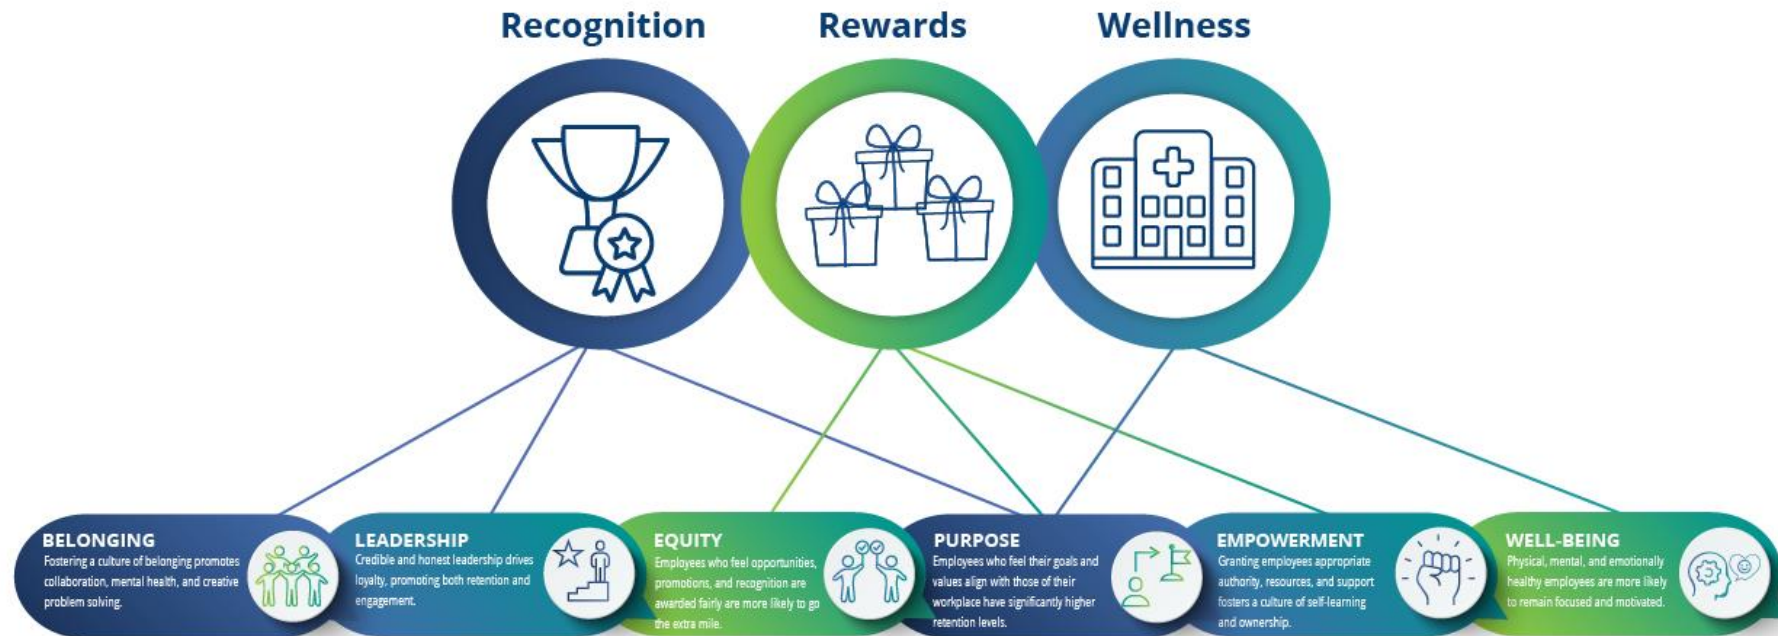 Recognition
Rewards
Wellness
BELONGING
Fostering a culture of belonging promotes
collaboration, mental health, and creative
problem solving.
LEADERSHIP
Credible and honest leadership drives
loyalty, promoting both retention and
engagement.
EQUITY
Employees who feel opportunities,
promotions, and recognition are
awarded fairly are more likely to go
the extra mile.
PURPOSE
Employees who feel their goals and
values align with those of their
workplace have significantly higher
retention levels.
EMPOWERMENT
Granting employees appropriate
authority, resources, and support
fosters a culture of self-learning
and ownership.
WELL-BEING
Physical, mental, and emotionally
healthy employees are more likely
to remain focused and motivated.